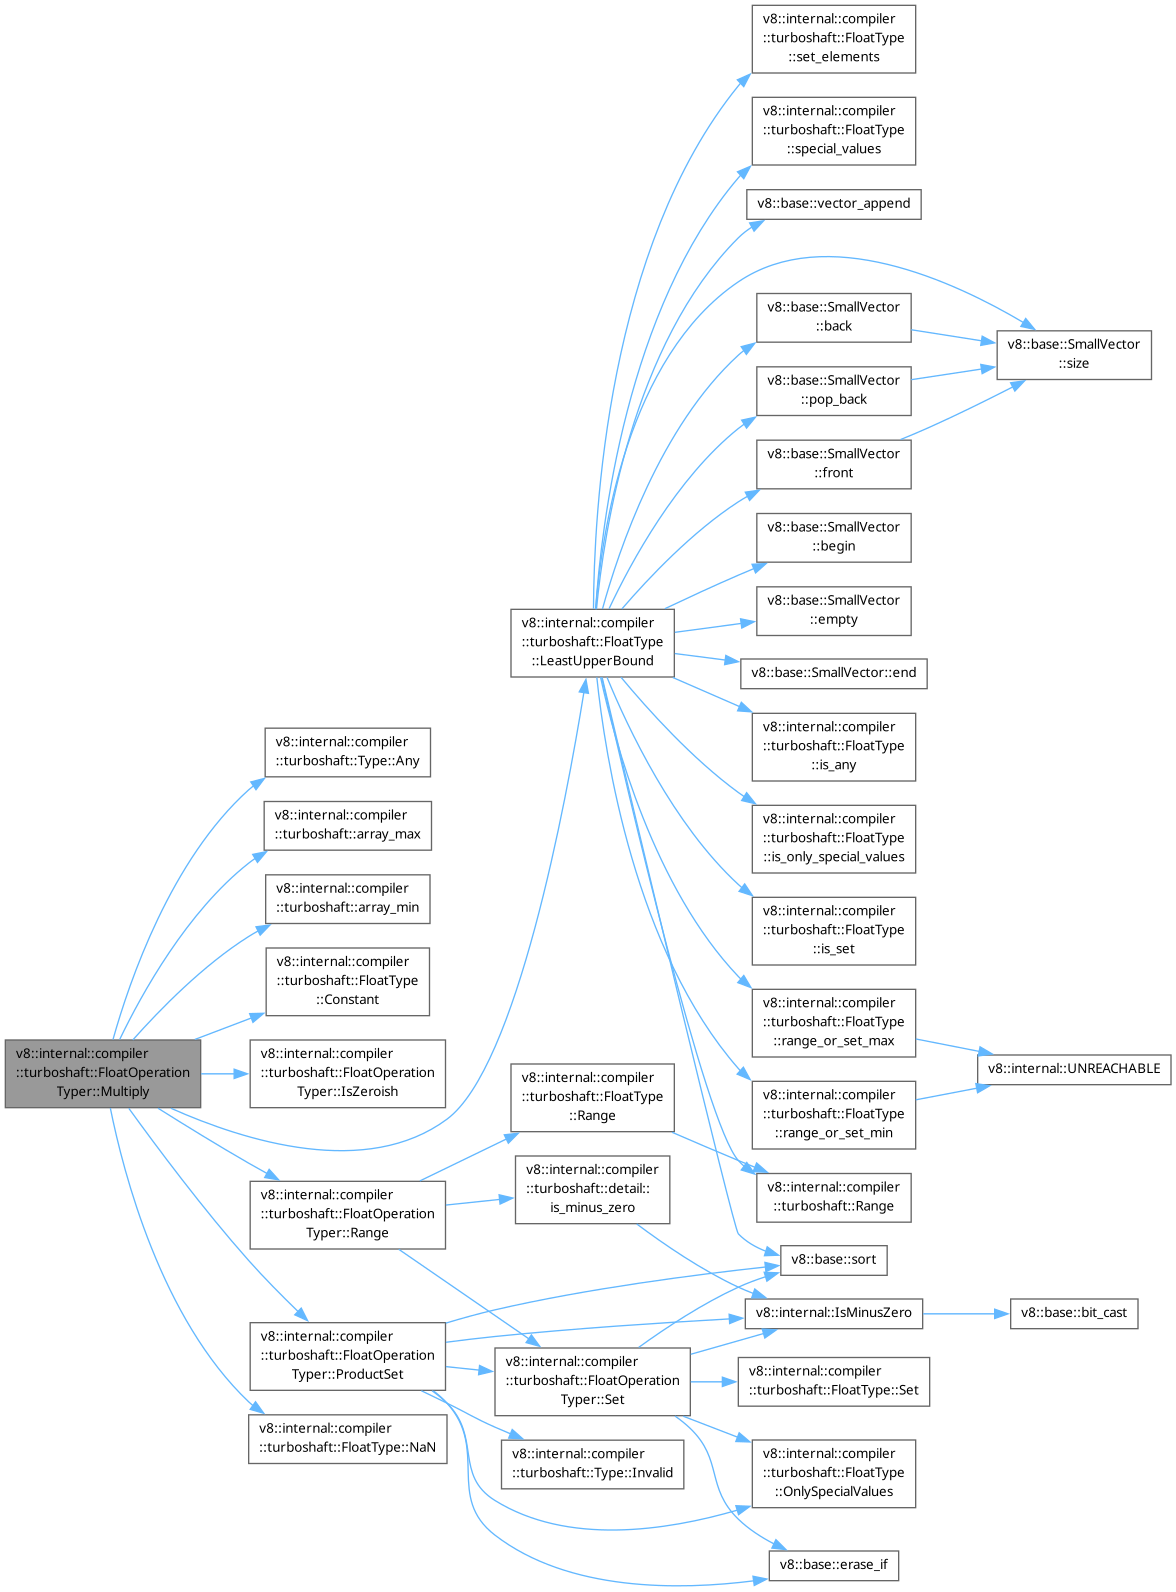 v8::internal::compiler
::turboshaft::FloatType
::set_elements
v8::internal::compiler
::turboshaft::FloatType
::special_values
v8::base::vector_append
v8::base::SmallVector
::back
v8::base::SmallVector
::size
v8::base::SmallVector
::pop_back
v8::base::SmallVector
::front
v8::base::SmallVector
::begin
v8::base::SmallVector
::empty
v8::internal::compiler
::turboshaft::FloatType
::LeastUpperBound
v8::base::SmallVector::end
v8::internal::compiler
::turboshaft::FloatType
::is_any
v8::internal::compiler
::turboshaft::Type::Any
v8::internal::compiler
::turboshaft::array_max
v8::internal::compiler
::turboshaft::FloatType
::is_only_special_values
v8::internal::compiler
::turboshaft::array_min
v8::internal::compiler
::turboshaft::FloatType
::is_set
v8::internal::compiler
::turboshaft::FloatType
::Constant
v8::internal::compiler
::turboshaft::FloatType
::range_or_set_max
v8::internal::UNREACHABLE
v8::internal::compiler
::turboshaft::FloatOperation
Typer::Multiply
v8::internal::compiler
::turboshaft::FloatOperation
Typer::IsZeroish
v8::internal::compiler
::turboshaft::FloatType
::Range
v8::internal::compiler
::turboshaft::FloatType
::range_or_set_min
v8::internal::compiler
::turboshaft::FloatOperation
Typer::Range
v8::internal::compiler
::turboshaft::detail::
is_minus_zero
v8::internal::compiler
::turboshaft::Range
v8::base::sort
v8::internal::IsMinusZero
v8::base::bit_cast
v8::internal::compiler
::turboshaft::FloatOperation
Typer::ProductSet
v8::internal::compiler
::turboshaft::FloatOperation
Typer::Set
v8::internal::compiler
::turboshaft::FloatType::Set
v8::internal::compiler
::turboshaft::FloatType::NaN
v8::internal::compiler
::turboshaft::Type::Invalid
v8::internal::compiler
::turboshaft::FloatType
::OnlySpecialValues
v8::base::erase_if